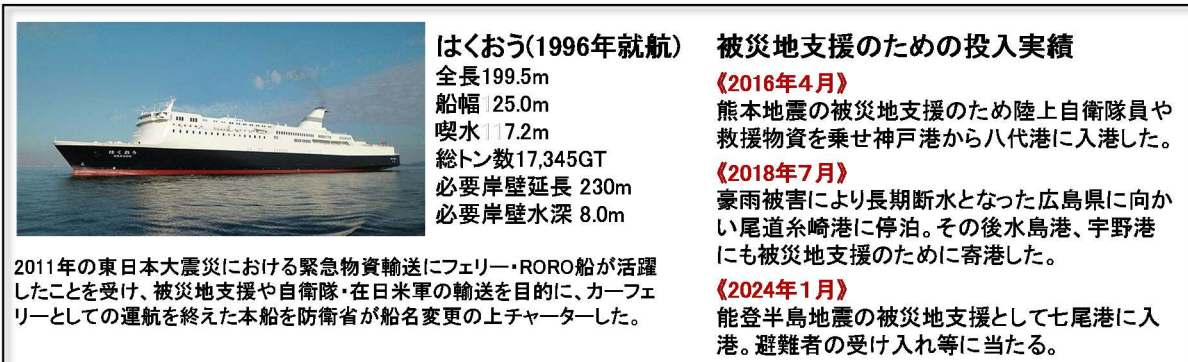 はくおう(1996年就航)
全長199.5m
船幅125.0m
喫水117.2m
総トン数17,345GT
必要岸壁延長 230m
必要岸壁水深 8.0m
2011年の東日本大震災における緊急物資輸送にフェリー・RORO船が活躍
したことを受け、被災地支援や自衛隊・在日米軍の輸送を目的に、カーフェ
リーとしての運航を終えた本船を防衛省が船名変更の上チャーターした。
被災地支援のための投入実績
《2016年4月》
熊本地震の被災地支援のため陸上自衛隊員や
救援物資を乗せ神戸港から八代港に入港した。
《2018年7月》
豪雨被害により長期断水となった広島県に向か
い尾道糸崎港に停泊。その後水島港、宇野港
にも被災地支援のために寄港した。
《2024年1月》
能登半島地震の被災地支援として七尾港に入
港。避難者の受け入れ等に当たる。
はくおう